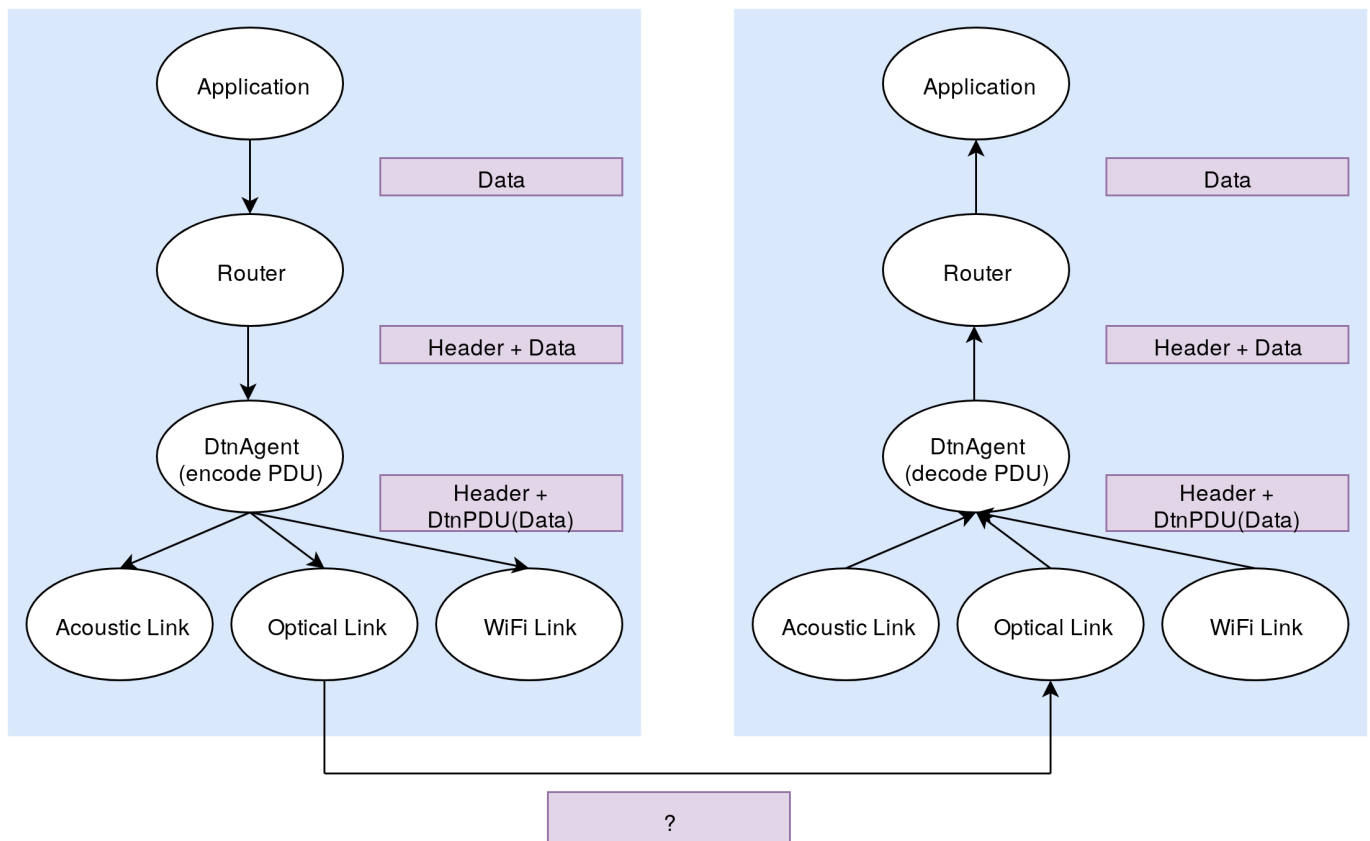 Application
Data
Router
Header + Data
DtnAgent
(encode PDU)
Header +
DtnPDU(Data)
Acoustic Link
Optical Link
WiFi Link
Application
Data
Router
Header + Data
DtnAgent
(decode PDU)
Header +
DtnPDU(Data)
Acoustic Link
Optical Link
WiFi Link
?